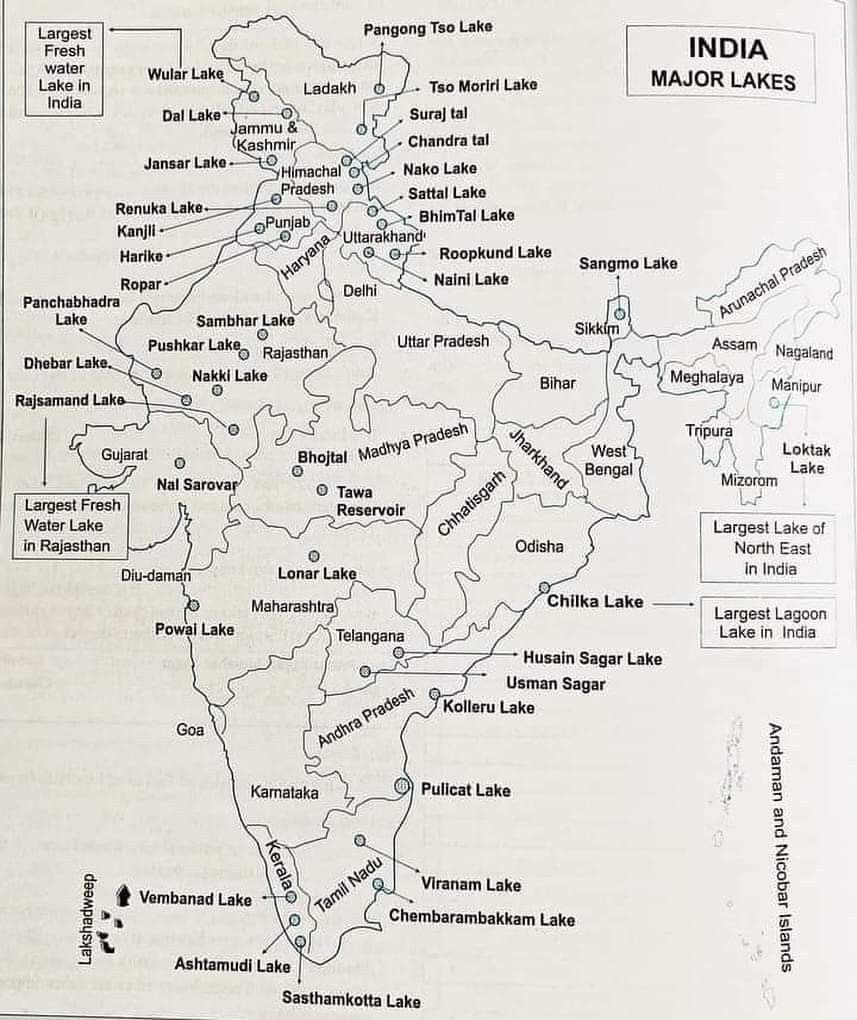 INDIA
MAJOR LAKES
Largest
Fresh
water
Lake in
India
Pangong Tso Lake
Wular Lake
Ladakh
Tso Moriri Lake
Dal Lake
Suraj tal
Jammu &
Kashmir
Chandra tal
Jansar Lake
Himachal
Pradesh
Nako Lake
Sattal Lake
Renuka Lake
BhimTal Lake
Kanjli
Punjab
Uttarakhand
Harike
Haryana
Roopkund Lake
Naini Lake
Ropar
Delhi
Sangmo Lake
Arunachal Pradesh
Panchabhadra
Lake
Sambhar Lake
Sikkim
Pushkar Lake
Rajasthan
Uttar Pradesh
Assam
Nagaland
Dhebar Lake
Nakki Lake
Bihar
Meghalaya
Manipur
Rajsamand Lake
Gujarat
Bhojtal
Madhya Pradesh
Jharkhand
West
Bengal
Tripura
Loktak
Lake
Nal Sarovar
Tawa
Reservoir
Chhatisgarh
Mizorom
Largest Fresh
Water Lake
in Rajasthan
Largest Lake of
North East
in India
Odisha
Diu-daman
Lonar Lake
Maharashtra
Chilka Lake
Largest Lagoon
Lake in India
Powai Lake
Telangana
Husain Sagar Lake
Usman Sagar
Andhra Pradesh
Kolleru Lake
Goa
Andaman and Nicobar Islands
Karnataka
Pulicat Lake
Kerala
Tamil Nadu
Viranam Lake
Lakshadweep
Vembanad Lake
Chembarambakkam Lake
Ashtamudi Lake
Sasthamkotta Lake